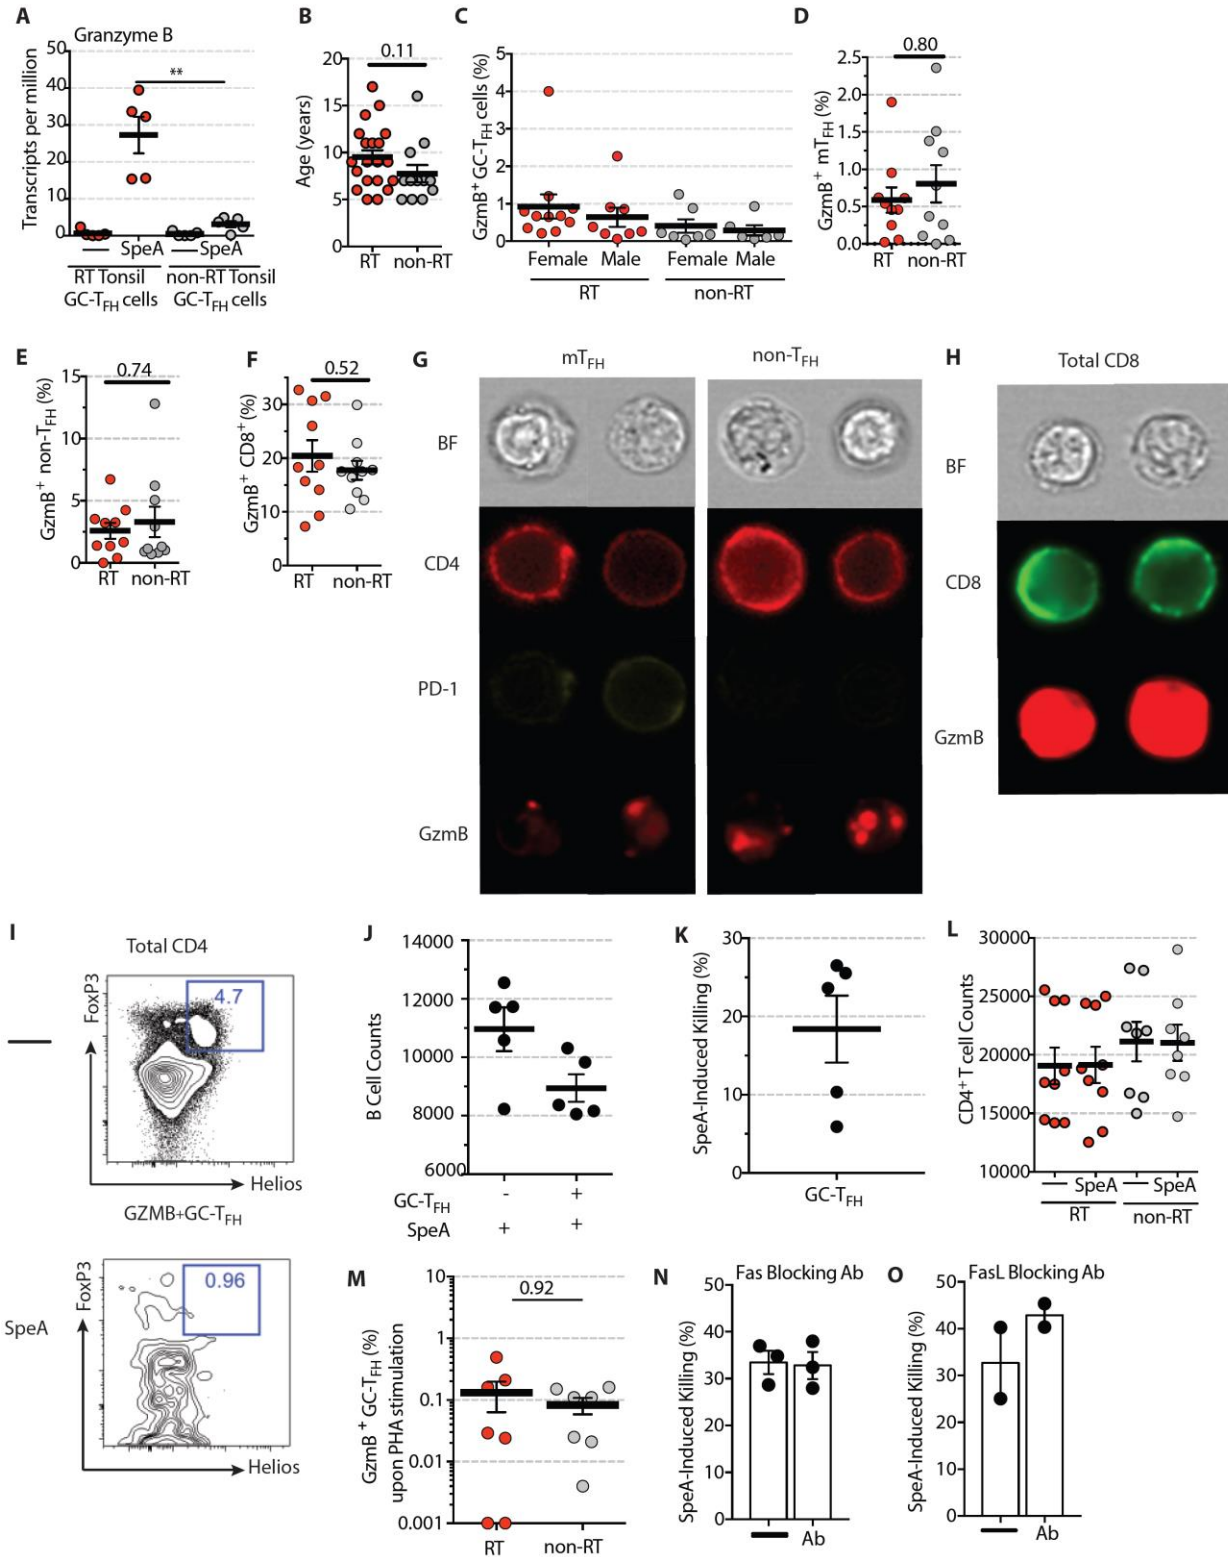 A
Granzyme B
Transcripts per million
50
40
30
20
10
0
**
— SpeA — SpeA
RT Tonsil non-RT Tonsil
GC-TFH cells GC-TFH cells
B
Age (years)
20
15
10
5
0
0.11
RT non-RT
C
GzmB+ GC-TFH cells (%)
5
4
3
2
1
0
Female Male Female Male
RT non-RT
D
GzmB+ mTFH (%)
2.5
2.0
1.5
1.0
0.5
0.0
0.80
RT non-RT
E
GzmB+ non-TFH (%)
15
10
5
0
0.74
RT non-RT
F
GzmB+ CD8+ (%)
30
20
10
0
0.52
RT non-RT
G
mTFH non-TFH
BF
CD4
PD-1
GzmB
H
Total CD8
BF
CD8
GzmB
I
Total CD4
—
FoxP3
4.7
Helios
GZMB+GC-TFH
SpeA
FoxP3
0.96
Helios
J
B Cell Counts
14000
12000
10000
8000
6000
GC-TFH - +
SpeA + +
K
SpeA-Induced Killing (%)
30
20
10
0
GC-TFH
L
CD4+ T cell Counts
30000
25000
20000
15000
10000
— SpeA — SpeA
RT non-RT
M
GzmB+ GC-TFH (%)
upon PHA stimulation
10
1
0.1
0.01
0.001
0.92
RT non-RT
N
Fas Blocking Ab
SpeA-Induced Killing (%)
50
40
30
20
10
0
— Ab
O
FasL Blocking Ab
SpeA-Induced Killing (%)
50
40
30
20
10
0
— Ab